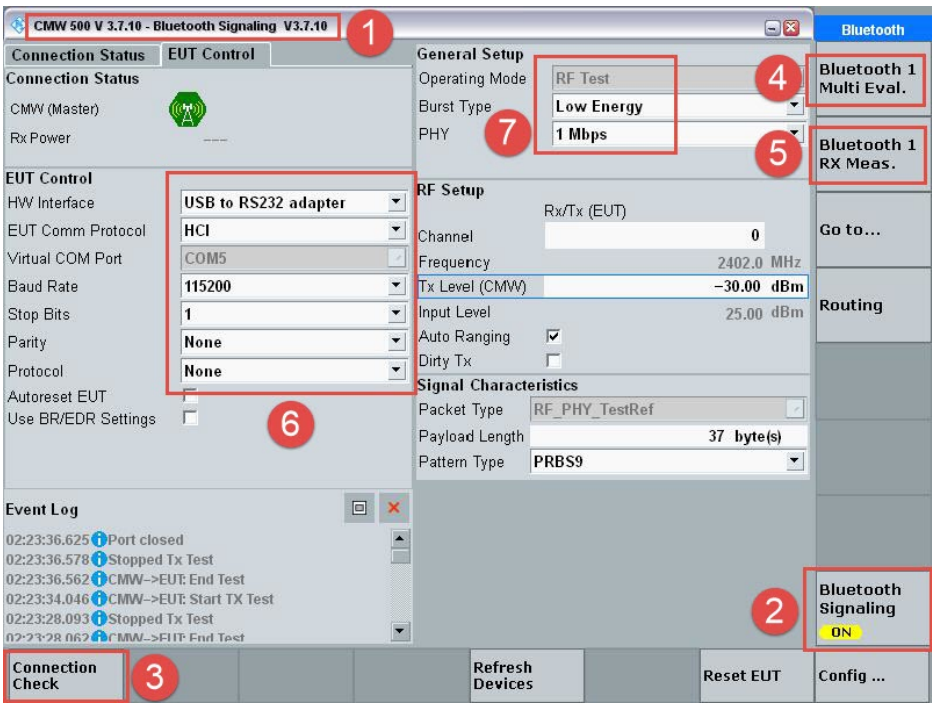 CMW 500 V 3.7.10 - Bluetooth Signaling V3.7.10
1
Bluetooth
Connection Status
EUT Control
Connection Status
CMW (Master)
Rx Power
---
EUT Control
HW Interface
USB to RS232 adapter
EUT Comm Protocol
HCI
Virtual COM Port
COM5
Baud Rate
115200
Stop Bits
1
Parity
None
Protocol
None
Autoreset EUT
Use BR/EDR Settings
6
Event Log
02:23:36.625 Port closed
02:23:36.578 Stopped Tx Test
02:23:36.562 CMW-->EUT: End Test
02:23:34.046 CMW-->EUT: Start TX Test
02:23:28.093 Stopped Tx Test
02:23:28.062 CMW-->EUT: End Test
General Setup
Operating Mode
RF Test
Burst Type
Low Energy
PHY
1 Mbps
7
RF Setup
Rx/Tx (EUT)
Channel
0
Frequency
2402.0 MHz
Tx Level (CMW)
-30.00 dBm
Input Level
25.00 dBm
Auto Ranging
Dirty Tx
Signal Characteristics
Packet Type
RF_PHY_TestRef
Payload Length
37 byte(s)
Pattern Type
PRBS9
4
Bluetooth 1
Multi Eval.
5
Bluetooth 1
RX Meas.
Go to...
Routing
2
Bluetooth
Signaling
ON
Connection
Check
3
Refresh
Devices
Reset EUT
Config ...